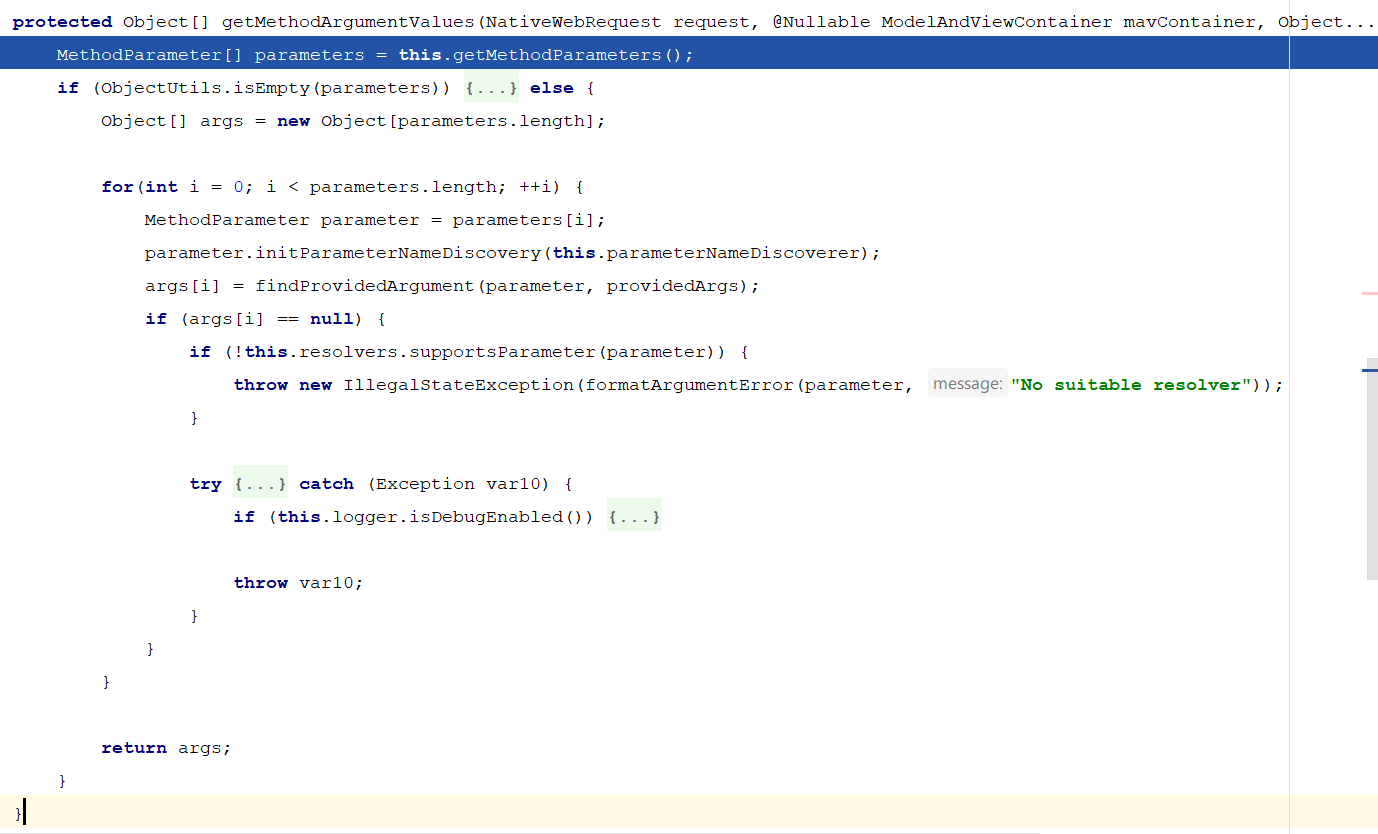 protected Object[] getMethodArgumentValues(NativeWebRequest request, @Nullable ModelAndViewContainer mavContainer, Object...
    MethodParameter[] parameters = this.getMethodParameters();
    if (ObjectUtils.isEmpty(parameters)) {...} else {
        Object[] args = new Object[parameters.length];
        for(int i = 0; i < parameters.length; ++i) {
            MethodParameter parameter = parameters[i];
            parameter.initParameterNameDiscovery(this.parameterNameDiscoverer);
            args[i] = findProvidedArgument(parameter, providedArgs);
            if (args[i] == null) {
                if (!this.resolvers.supportsParameter(parameter)) {
                    throw new IllegalStateException(formatArgumentError(parameter, message: "No suitable resolver"));
                }
                try {...} catch (Exception var10) {
                    if (this.logger.isDebugEnabled()) {...}
                    throw var10;
                }
            }
        }
        return args;
    }
}